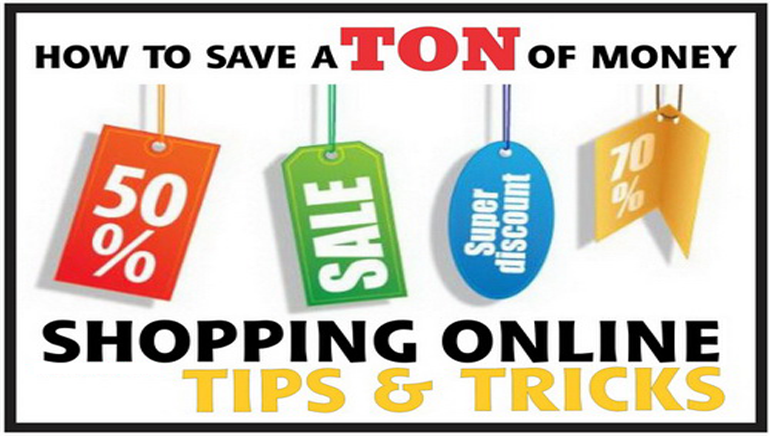 HOW TO SAVE A TON OF MONEY
50
%
SALE
Super
discount
70
%
SHOPPING ONLINE
TIPS & TRICKS